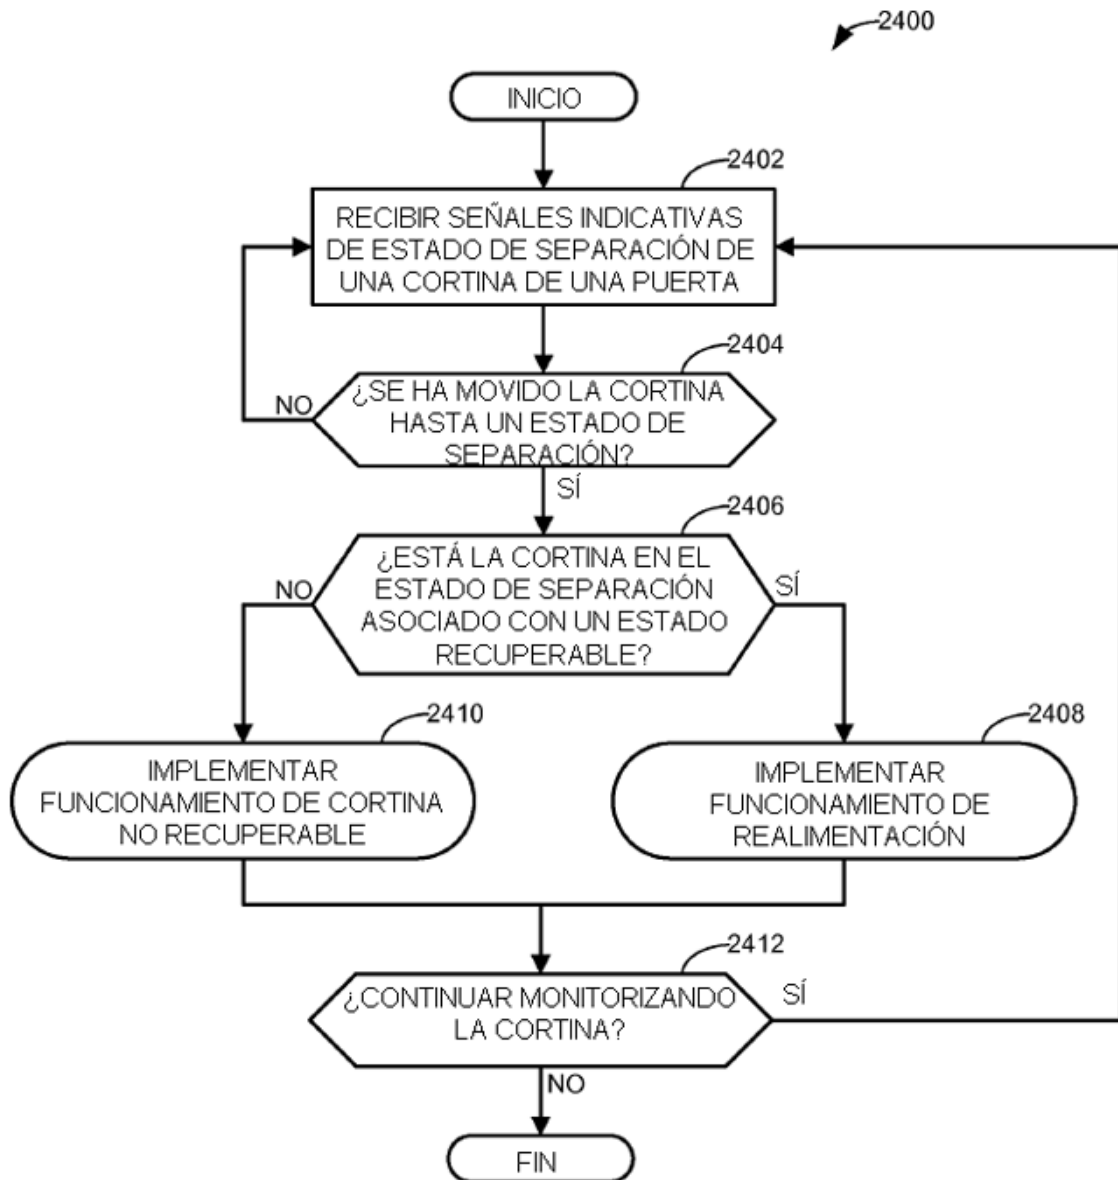 2400
INICIO
2402
RECIBIR SEÑALES INDICATIVAS
DE ESTADO DE SEPARACIÓN DE
UNA CORTINA DE UNA PUERTA
2404
¿SE HA MOVIDO LA CORTINA
HASTA UN ESTADO DE
SEPARACIÓN?
NO
SÍ
2406
¿ESTÁ LA CORTINA EN EL
ESTADO DE SEPARACIÓN
ASOCIADO CON UN ESTADO
RECUPERABLE?
NO
SÍ
2410
IMPLEMENTAR
FUNCIONAMIENTO DE CORTINA
NO RECUPERABLE
2408
IMPLEMENTAR
FUNCIONAMIENTO DE
REALIMENTACIÓN
2412
¿CONTINUAR MONITORIZANDO
LA CORTINA?
SÍ
NO
FIN